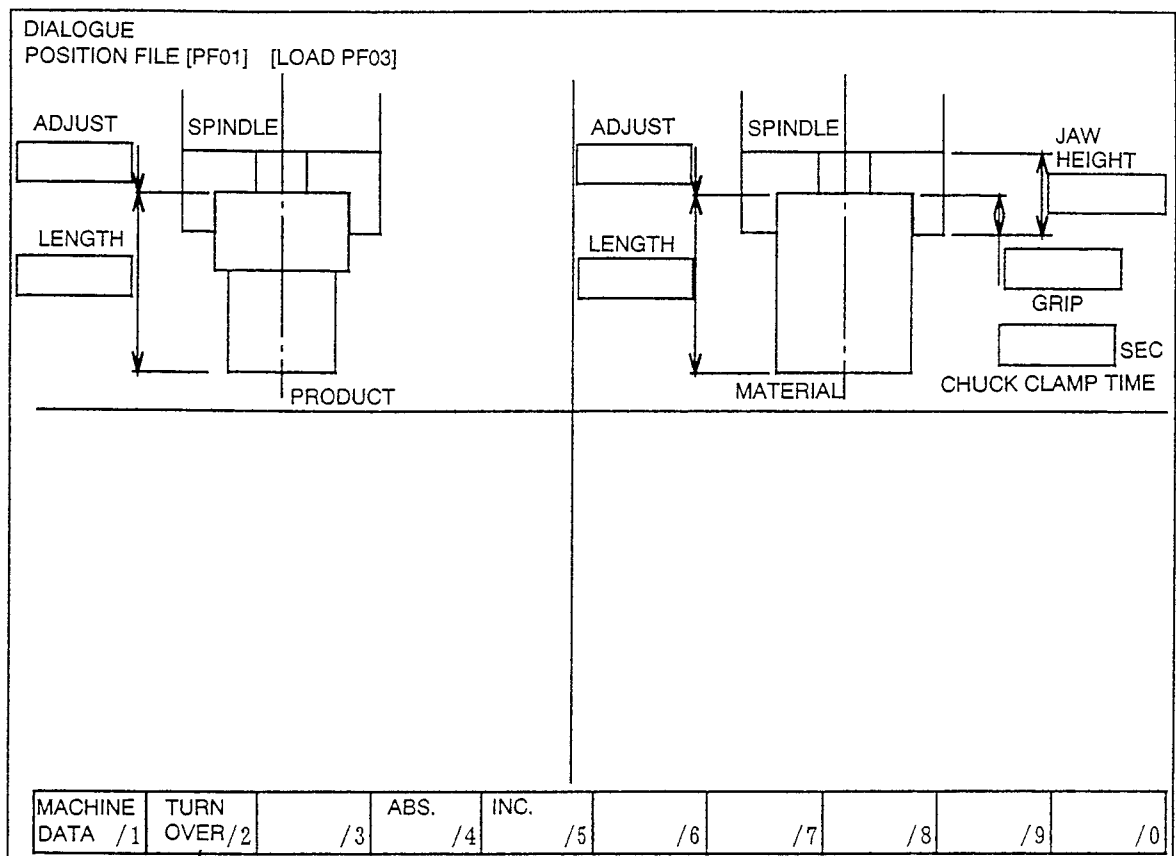 DIALOGUE
POSITION FILE [PF01] [LOAD PF03]
ADJUST
SPINDLE
LENGTH
PRODUCT
ADJUST
SPINDLE
JAW
HEIGHT
LENGTH
GRIP
SEC
MATERIAL
CHUCK CLAMP TIME
MACHINE
DATA /1
TURN
OVER/2
/3
ABS.
/4
INC.
/5
/6
/7
/8
/9
/0